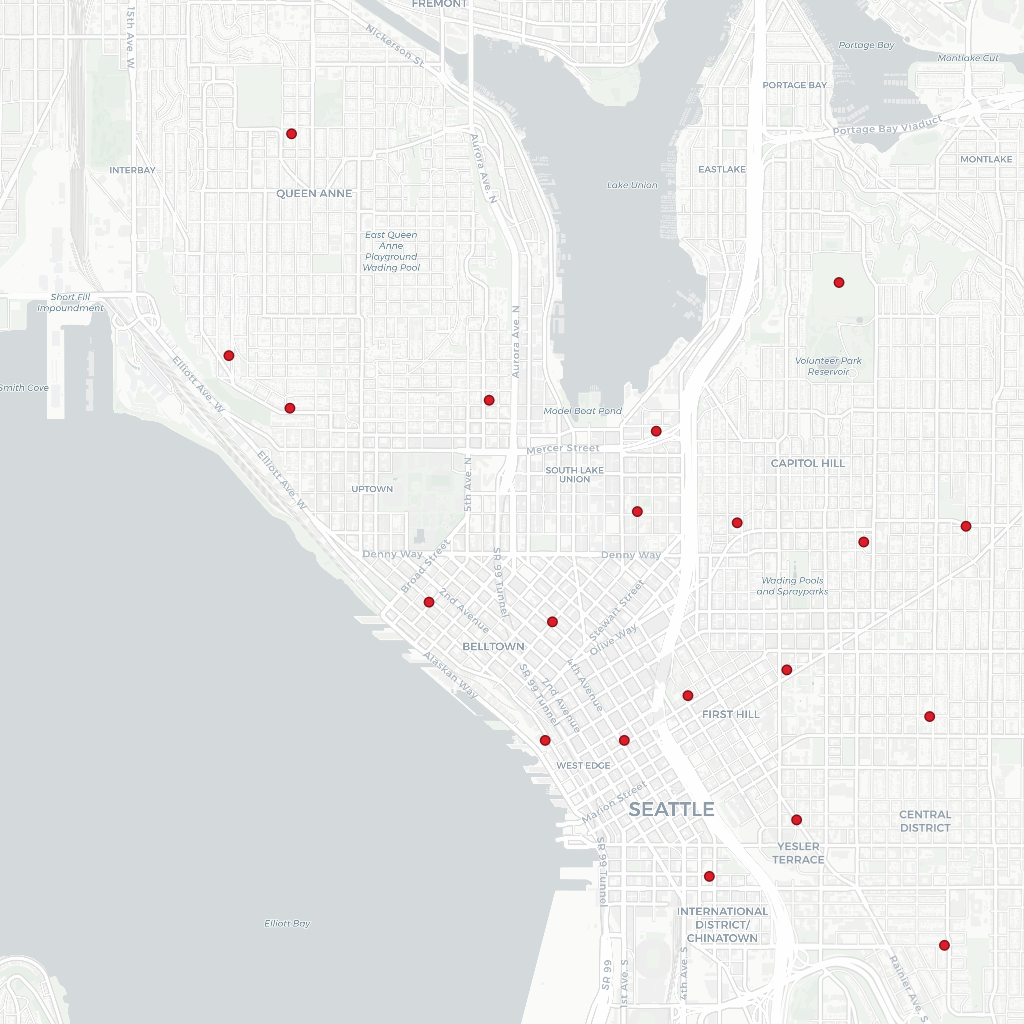 FREMONT
15th Ave W
Nickerson St
Portage Bay
Montlake Cut
PORTAGE BAY
Portage Bay Viaduct
INTERBAY
Aurora Ave. N
EASTLAKE
MONTLAKE
Lake Union
QUEEN ANNE
East Queen
Anne
Playground
Wading Pool
Short Fill
Impoundment
Aurora Ave. N
Elliott Ave. W
Volunteer Park
Reservoir
Smith Cove
Model Boat Pond
Mercer Street
Elliott Ave. W
CAPITOL HILL
5th Ave. N
SOUTH LAKE
UNION
UPTOWN
Denny Way
Broad Street
SR 99 Tunnel
Denny Way
Wading Pools
and Sprayparks
2nd Avenue
Stewart Street
Olive Way
BELLTOWN
Alaskan Way
4th Avenue
SR 99 Tunnel
2nd Avenue
FIRST HILL
WEST EDGE
Marion Street
SEATTLE
CENTRAL
DISTRICT
YESLER
TERRACE
SR 99 Tunnel
INTERNATIONAL
DISTRICT/
CHINATOWN
Elliott Bay
SR 99
1st Ave. S
4th Ave. S
Rainier Ave. S